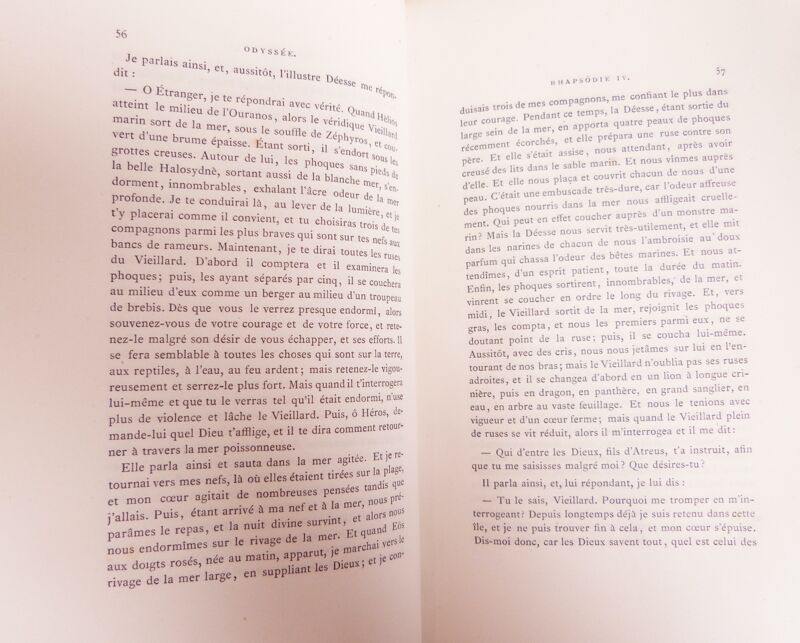 56
ODYSSÉE.
Je parlais ainsi, et, aussitôt, l'illustre Déesse me répon-
dit :
— O Étranger, je te répondrai avec vérité. Quand Hélios
atteint le milieu de l'Ouranos, alors le véridique Vieillard
marin sort de la mer, sous le souffle de Zéphyros, et cou-
vert d'une brume épaisse. Étant sorti, il s'endort sous les
grottes creuses. Autour de lui, les phoques sans pieds de
la belle Halosydnè, sortant aussi de la blanche mer, s'en-
dorment, innombrables, exhalant l'âcre odeur de la mer
profonde. Je te conduirai là, au lever de la lumière, et je
t'y placerai comme il convient, et tu choisiras trois de tes
compagnons parmi les plus braves qui sont sur tes nefs aux
bancs de rameurs. Maintenant, je te dirai toutes les ruses
du Vieillard. D'abord il comptera et il examinera les
phoques ; puis, les ayant séparés par cinq, il se couchera
au milieu d'eux comme un berger au milieu d'un troupeau
de brebis. Dès que vous le verrez presque endormi, alors
souvenez-vous de votre courage et de votre force, et rete-
nez-le malgré son désir de vous échapper, et ses efforts. Il
se fera semblable à toutes les choses qui sont sur la terre,
aux reptiles, à l'eau, au feu ardent ; mais retenez-le vigou-
reusement et serrez-le plus fort. Mais quand il t'interrogera
lui-même et que tu le verras tel qu'il était endormi, n'use
plus de violence et lâche le Vieillard. Puis, ô Héros, de-
mande-lui quel Dieu t'afflige, et il te dira comment retour-
ner à travers la mer poissonneuse.
Elle parla ainsi et sauta dans la mer agitée. Et je re-
tournai vers mes nefs, là où elles étaient tirées sur la plage,
et mon cœur agitait de nombreuses pensées tandis que
j'allais. Puis, étant arrivé à ma nef et à la mer, nous pré-
parâmes le repas, et la nuit divine survint, et alors nous
nous endormîmes sur le rivage de la mer. Et quand Eôs
aux doigts rosés, née au matin, apparut, je marchai vers le
rivage de la mer large, en suppliant les Dieux ; et je con-
RHAPSÔDIE IV.
57
duisais trois de mes compagnons, me confiant le plus dans
leur courage. Pendant ce temps, la Déesse, étant sortie du
large sein de la mer, en apporta quatre peaux de phoques
récemment écorchés, et elle prépara une ruse contre son
père. Et elle s'était assise, nous attendant, après avoir
creusé des lits dans le sable marin. Et nous vinmes auprès
d'elle. Et elle nous plaça et couvrit chacun de nous d'une
peau. C'était une embuscade très-dure, car l'odeur affreuse
des phoques nourris dans la mer nous affligeait cruelle-
ment. Qui peut en effet coucher auprès d'un monstre ma-
rin ? Mais la Déesse nous servit très-utilement, et elle mit
dans les narines de chacun de nous l'ambroisie au doux
parfum qui chassa l'odeur des bêtes marines. Et nous at-
tendîmes, d'un esprit patient, toute la durée du matin.
Enfin, les phoques sortirent, innombrables, de la mer, et
vinrent se coucher en ordre le long du rivage. Et, vers
midi, le Vieillard sortit de la mer, rejoignit les phoques
gras, les compta, et nous les premiers parmi eux, ne se
doutant point de la ruse ; puis, il se coucha lui-même.
Aussitôt, avec des cris, nous nous jetâmes sur lui en l'en-
tourant de nos bras ; mais le Vieillard n'oublia pas ses ruses
adroites, et il se changea d'abord en un lion à longue cri-
nière, puis en dragon, en panthère, en grand sanglier, en
eau, en arbre au vaste feuillage. Et nous le tenions avec
vigueur et d'un cœur ferme ; mais quand le Vieillard plein
de ruses se vit réduit, alors il m'interrogea et il me dit :
— Qui d'entre les Dieux, fils d'Atreus, t'a instruit, afin
que tu me saisisses malgré moi ? Que désires-tu ?
Il parla ainsi, et, lui répondant, je lui dis :
— Tu le sais, Vieillard. Pourquoi me tromper en m'in-
terrogeant ? Depuis longtemps déjà je suis retenu dans cette
île, et je ne puis trouver fin à cela, et mon cœur s'épuise.
Dis-moi donc, car les Dieux savent tout, quel est celui des